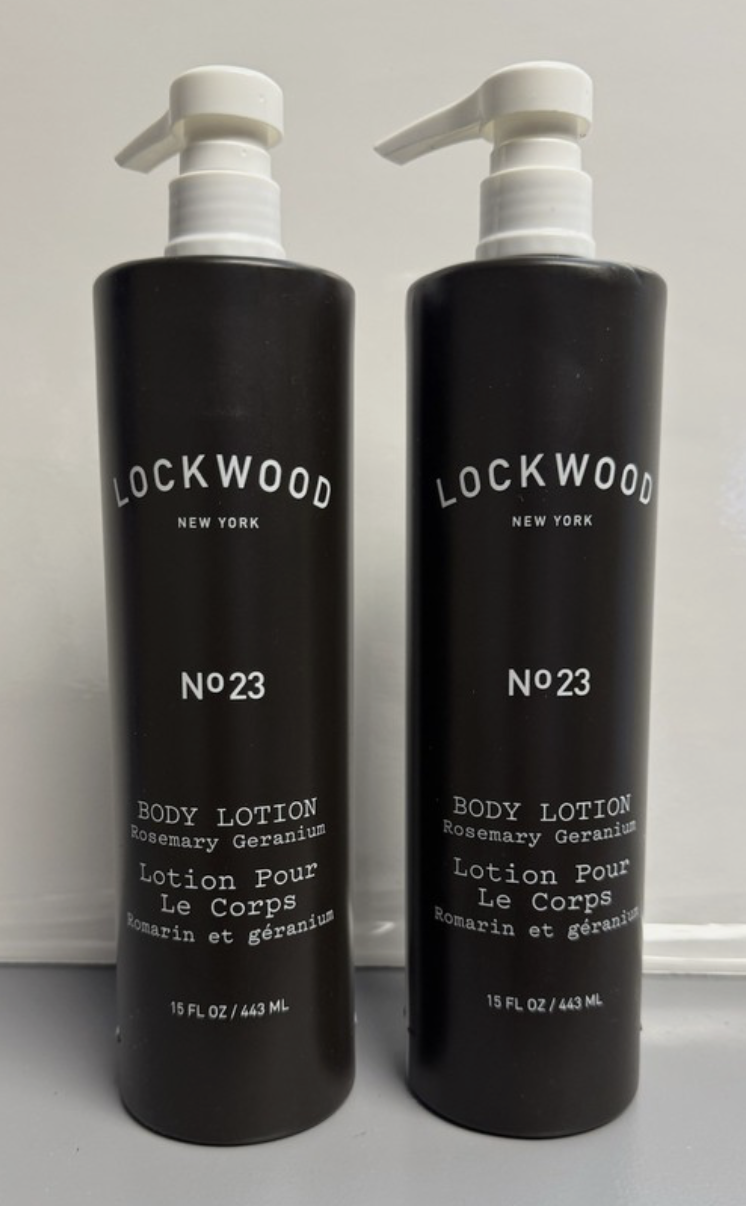 LOCKWOOD
NEW YORK
Nº23
BODY LOTION
Rosemary Geranium
Lotion Pour
Le Corps
Romarin et géranium
15 FL OZ / 443 ML
LOCKWOOD
NEW YORK
Nº23
BODY LOTION
Rosemary Geranium
Lotion Pour
Le Corps
Romarin et géranium
15 FL OZ / 443 ML